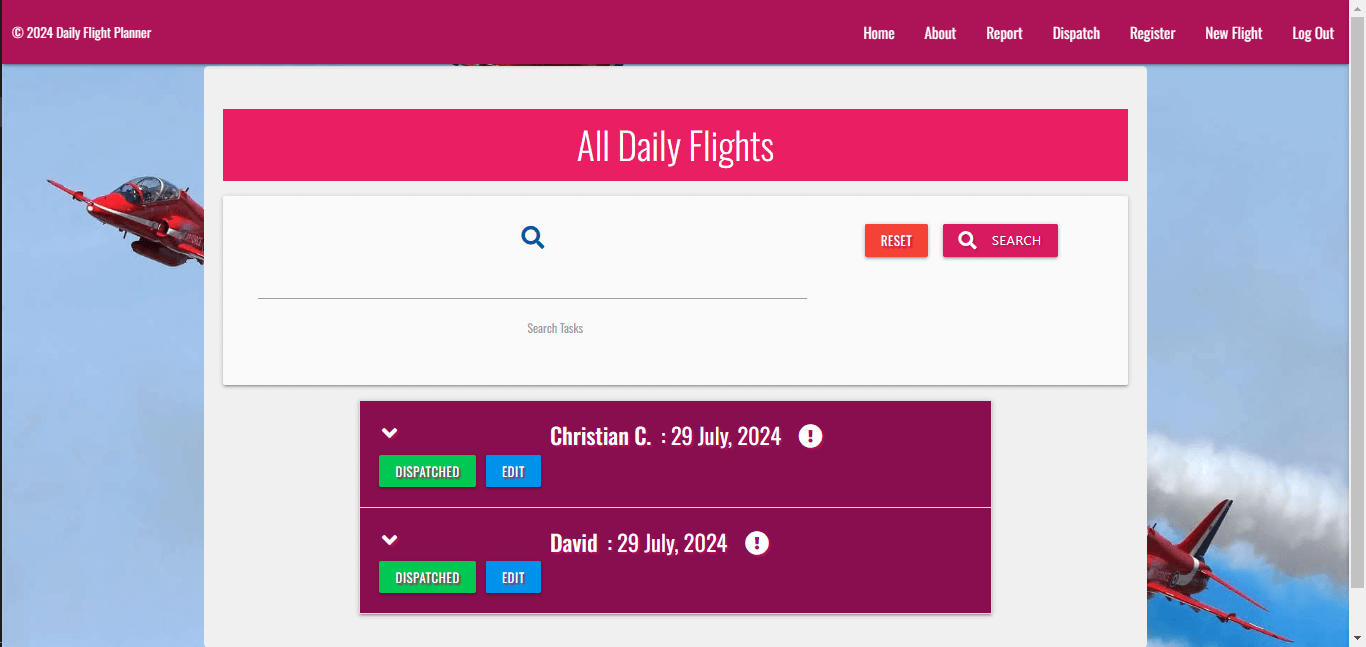 © 2024 Daily Flight Planner
Home About Report Dispatch Register New Flight Log Out
All Daily Flights
RESET SEARCH
Search Tasks
Christian C. : 29 July, 2024
DISPATCHED EDIT
David : 29 July, 2024
DISPATCHED EDIT